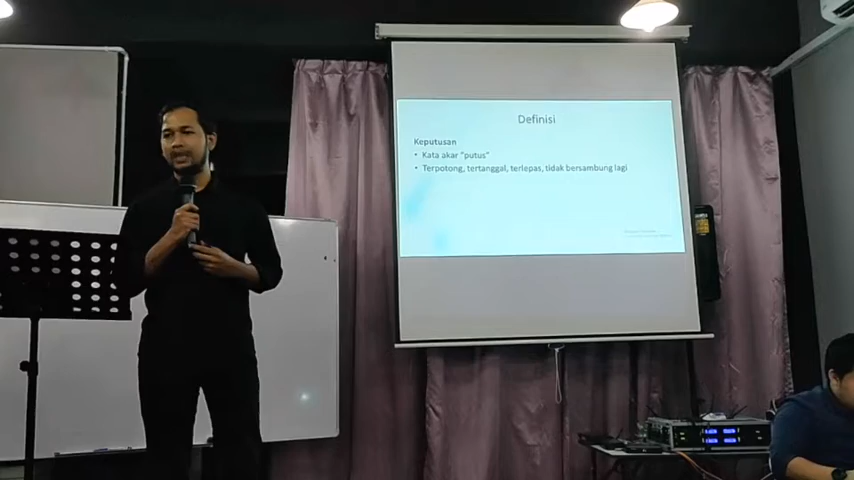 Definisi
Keputusan
• Kata akar "putus"
• Terpotong, tertanggal, terlepas, tidak bersambung lagi